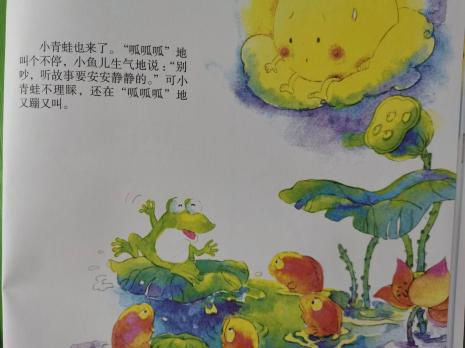 小青蛙也来了。“呱呱呱”地
叫个不停，小鱼儿生气地说：“别
吵，听故事要安安静静的。”可小
青蛙不理睬，还在“呱呱呱”地
又蹦又叫。